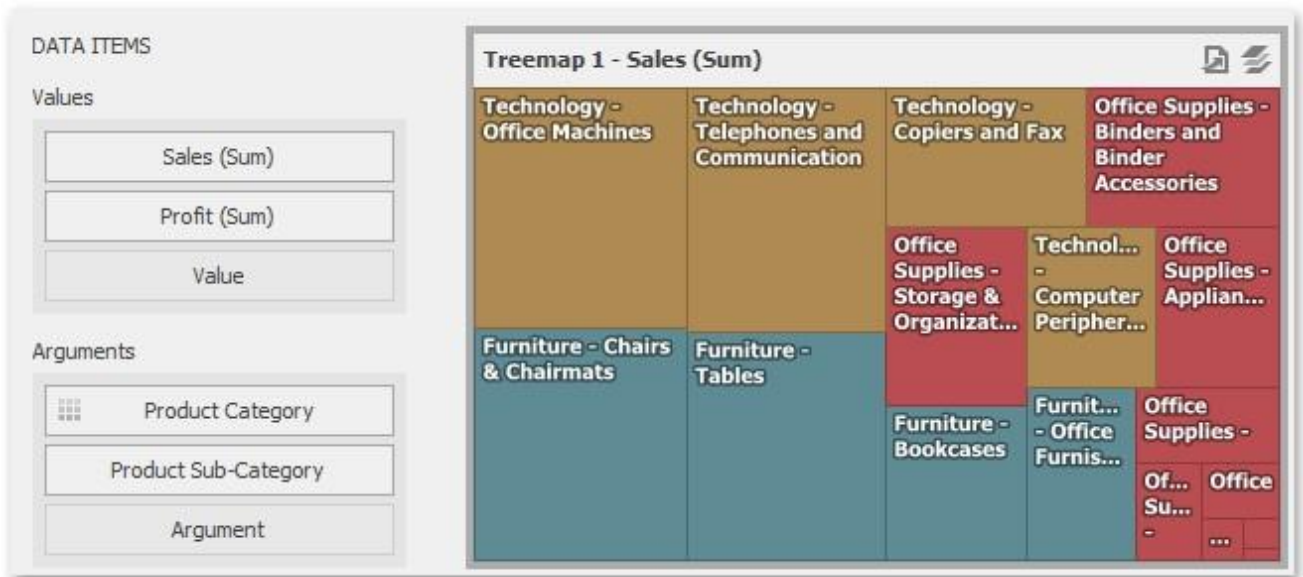 DATA ITEMS
Values
Sales (Sum)
Profit (Sum)
Value
Arguments
Product Category
Product Sub-Category
Argument
Treemap 1 - Sales (Sum)
Technology -
Office Machines
Technology -
Telephones and
Communication
Technology -
Copiers and Fax
Office Supplies -
Binders and
Binder
Accessories
Office
Supplies -
Storage &
Organizat...
Technol...
-
Computer
Peripher...
Office
Supplies -
Applian...
Furniture - Chairs
& Chairmats
Furniture -
Tables
Furniture -
Bookcases
Furnit...
- Office
Furnis...
Office
Supplies -
Of...
Su...
-
Office
...